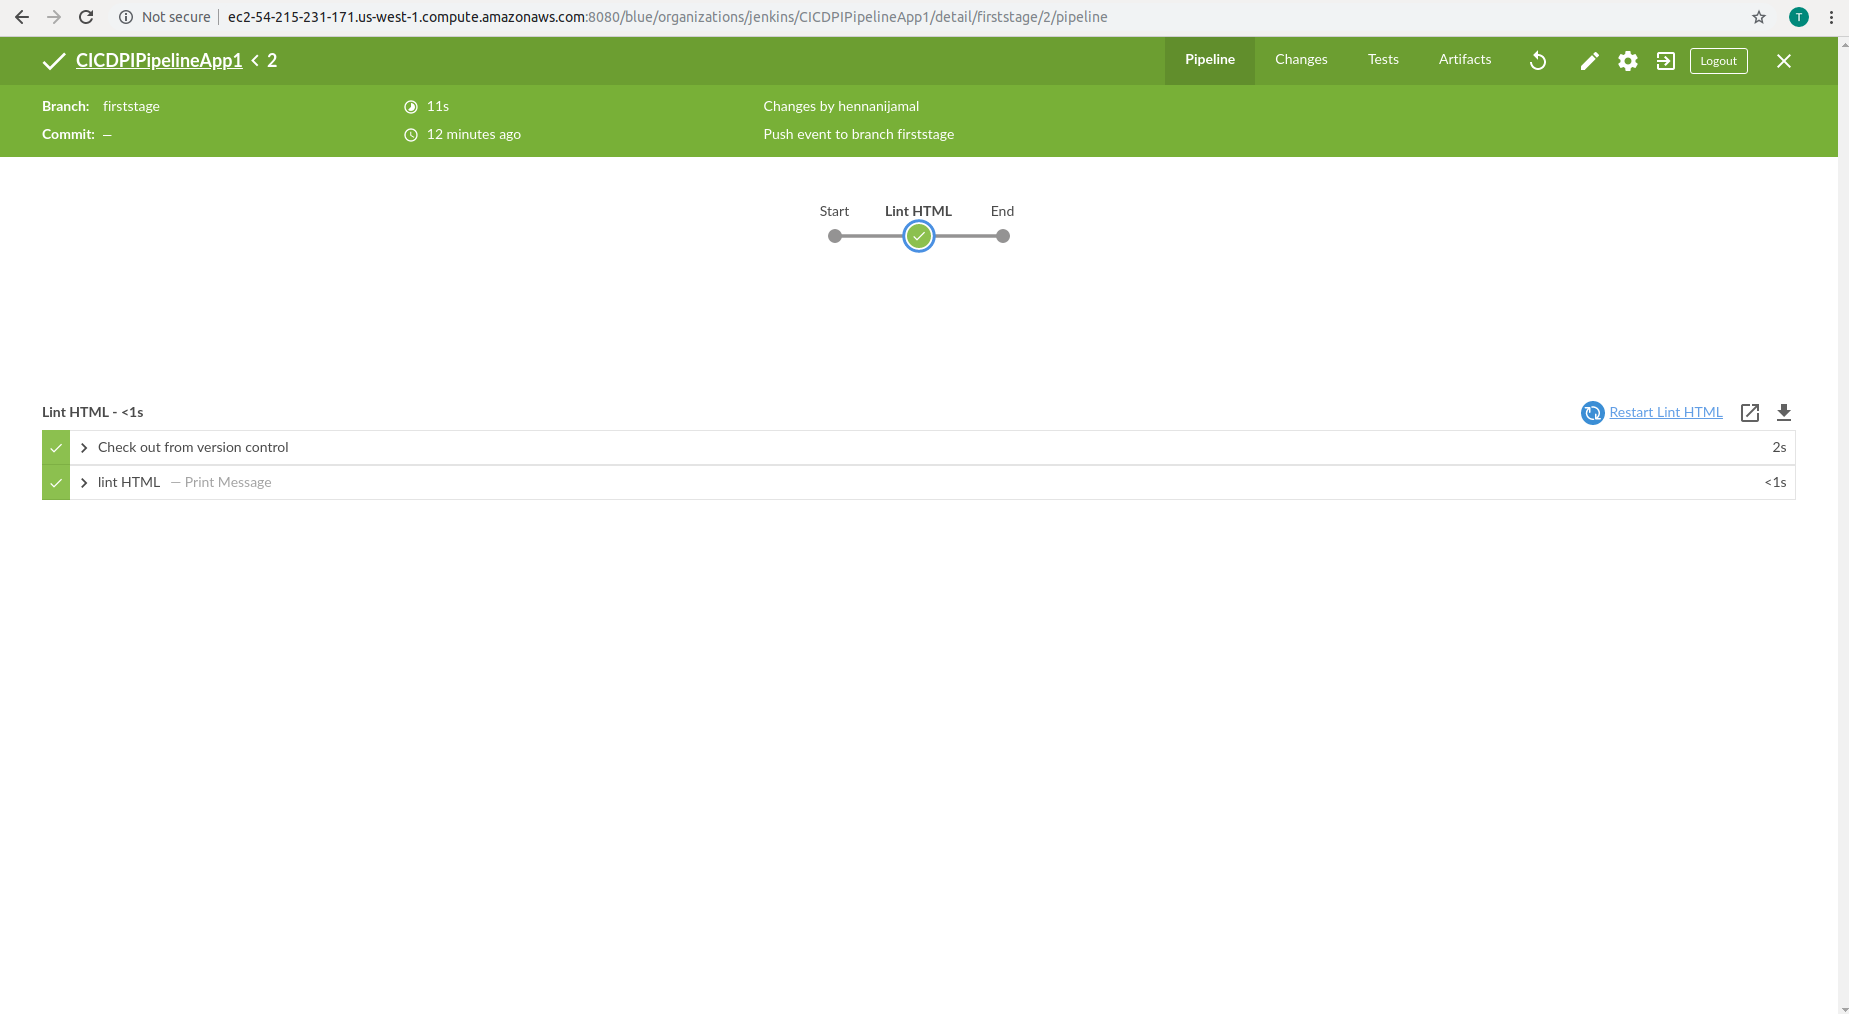 Not secure | ec2-54-215-231-171.us-west-1.compute.amazonaws.com:8080/blue/organizations/jenkins/CICDPIPipelineApp1/detail/firststage/2/pipeline T
CICDPIPipelineApp1 < 2 Pipeline Changes Tests Artifacts Logout
Branch: firststage 11s Changes by hennanijamal
Commit: — 12 minutes ago Push event to branch firststage
Start Lint HTML End
Lint HTML - <1s Restart Lint HTML
Check out from version control 2s
lint HTML — Print Message <1s